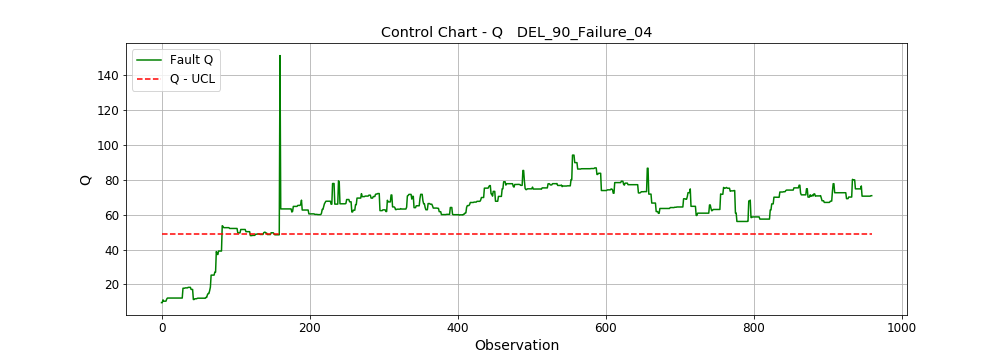 Control Chart - Q   DEL_90_Failure_04
Fault Q
Q - UCL
Q
140
120
100
80
60
40
20
0 200 400 600 800 1000
Observation